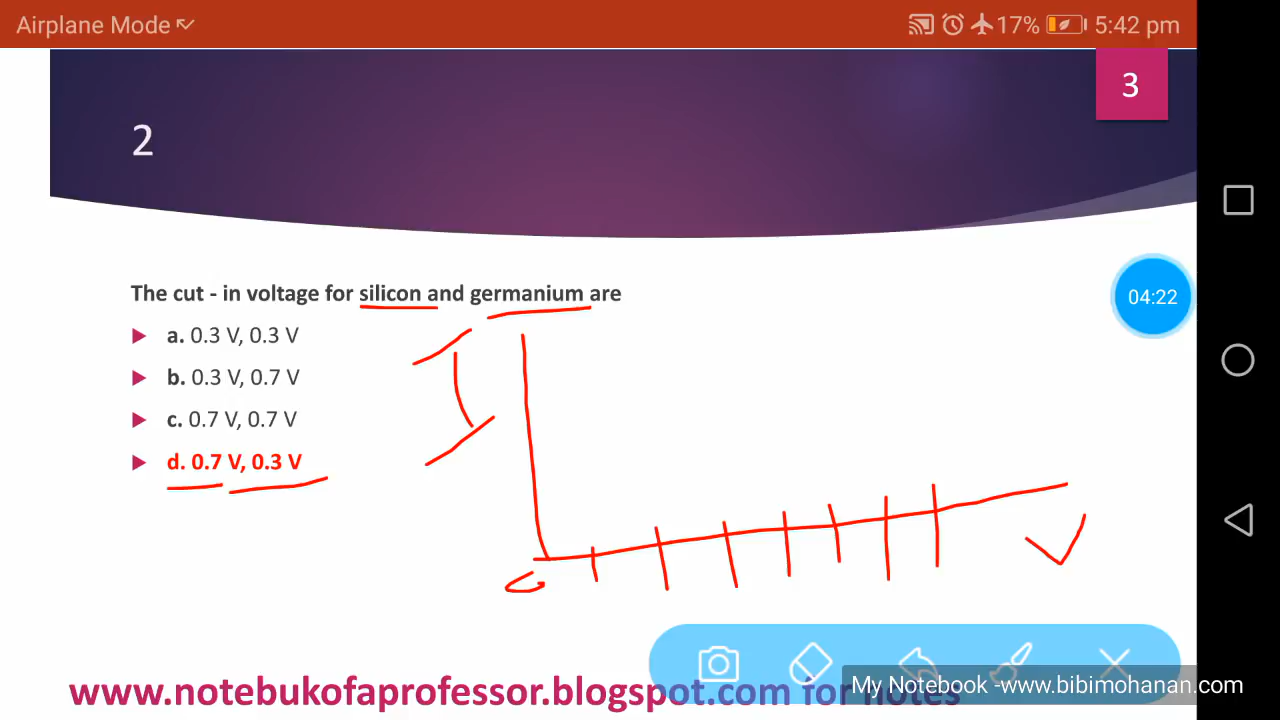 Airplane Mode 17% 5:42 pm
3
2
The cut - in voltage for silicon and germanium are
a. 0.3 V, 0.3 V
b. 0.3 V, 0.7 V
c. 0.7 V, 0.7 V
d. 0.7 V, 0.3 V
04:22
I
0
V
www.notebukofaprofessor.blogspot.com for notes
My Notebook -www.bibimohanan.com